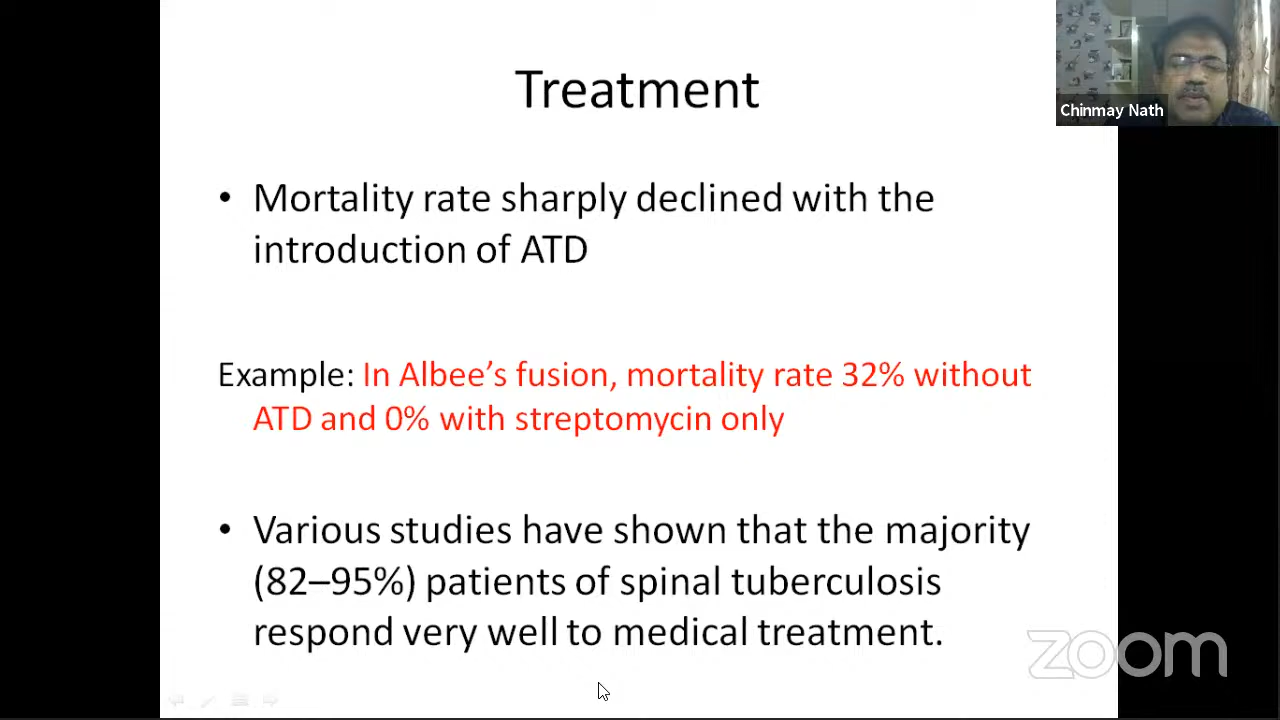 Treatment
Chinmay Nath
• Mortality rate sharply declined with the
introduction of ATD
Example: In Albee’s fusion, mortality rate 32% without
ATD and 0% with streptomycin only
• Various studies have shown that the majority
(82–95%) patients of spinal tuberculosis
respond very well to medical treatment.
zoom